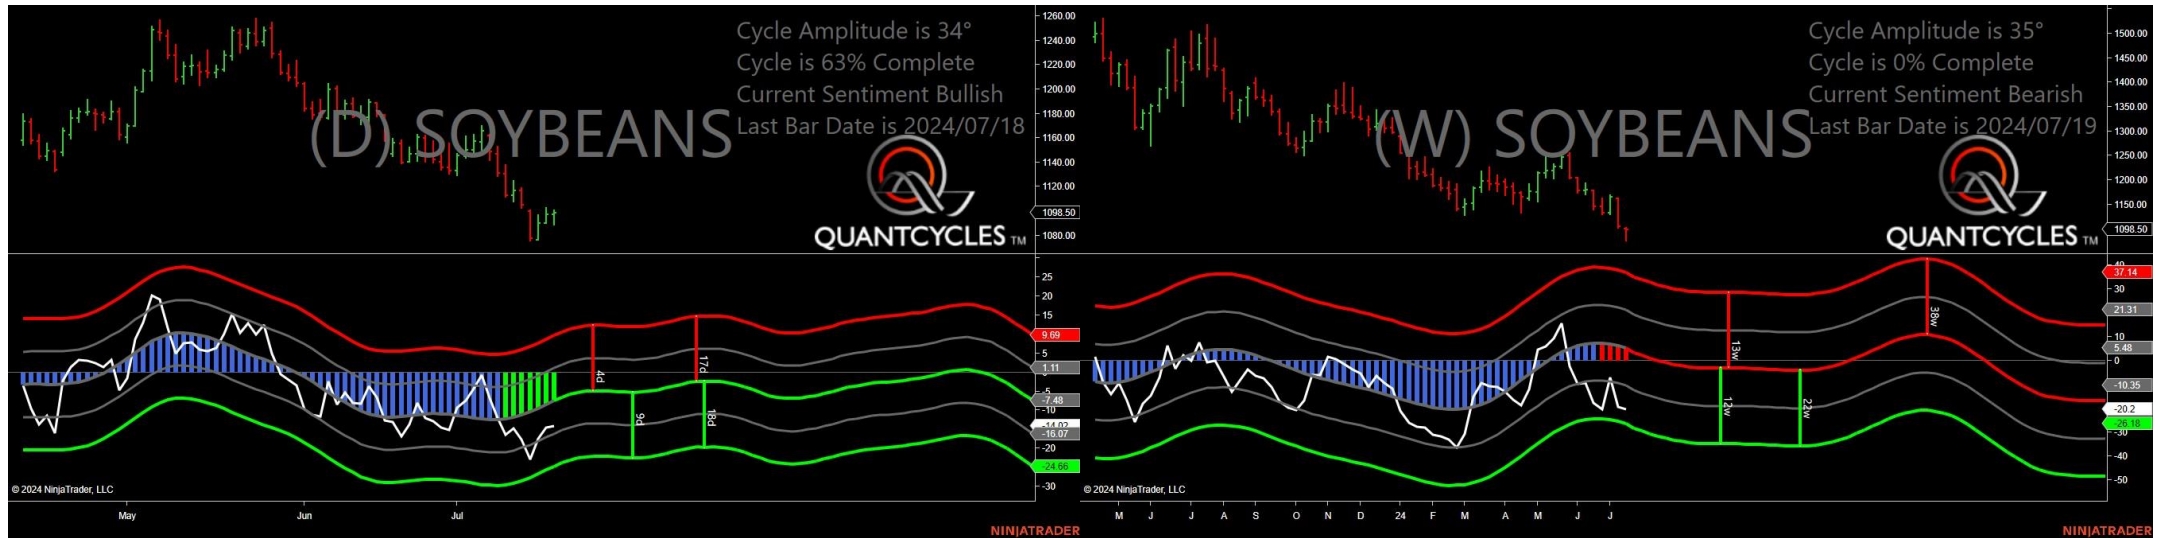 Cycle Amplitude is 34°
Cycle is 63% Complete
Current Sentiment Bullish
Last Bar Date is 2024/07/18
(D) SOYBEANS
QUANTCYCLES TM
1260.00
1240.00
1220.00
1200.00
1180.00
1160.00
1140.00
1120.00
1098.50
1080.00
25
20
15
9.69
5
1.11
-5
-7.48
-10
-14.02
-16.07
-20
-24.66
-30
4d
17d
9d
18d
© 2024 NinjaTrader, LLC
May Jun Jul
NINJATRADER
Cycle Amplitude is 35°
Cycle is 0% Complete
Current Sentiment Bearish
Last Bar Date is 2024/07/19
(W) SOYBEANS
QUANTCYCLES TM
1500.00
1450.00
1400.00
1350.00
1300.00
1250.00
1200.00
1150.00
1098.50
40
37.14
30
21.31
10
5.48
0
-10.35
-20.2
-26.18
-30
-40
-50
13w
38w
12w
22w
© 2024 NinjaTrader, LLC
M J J A S O N D 24 F M A M J J
NINJATRADER